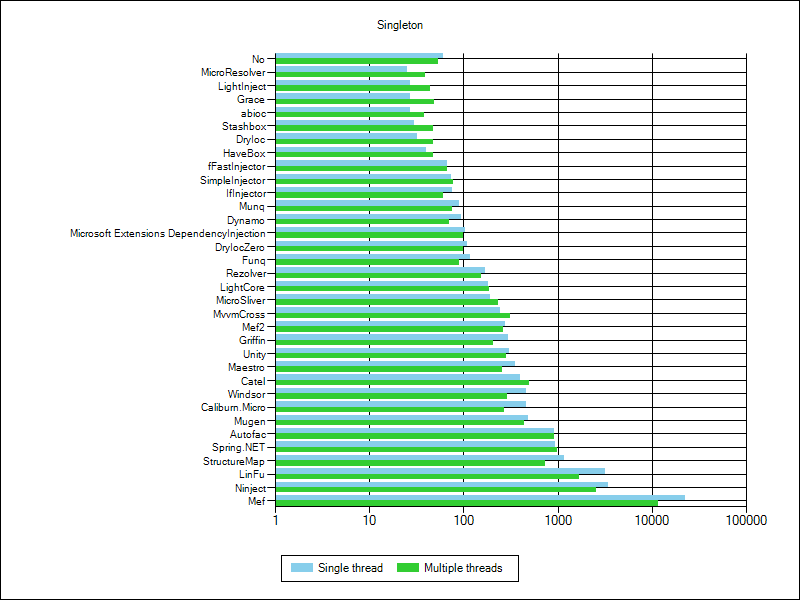 Singleton
No
MicroResolver
LightInject
Grace
abioc
Stashbox
DryIoc
HaveBox
fFastInjector
SimpleInjector
IfInjector
Munq
Dynamo
Microsoft Extensions DependencyInjection
DryIocZero
Funq
Rezolver
LightCore
MicroSliver
MvvmCross
Mef2
Griffin
Unity
Maestro
Catel
Windsor
Caliburn.Micro
Mugen
Autofac
Spring.NET
StructureMap
LinFu
Ninject
Mef
1 10 100 1000 10000 100000
Single thread Multiple threads